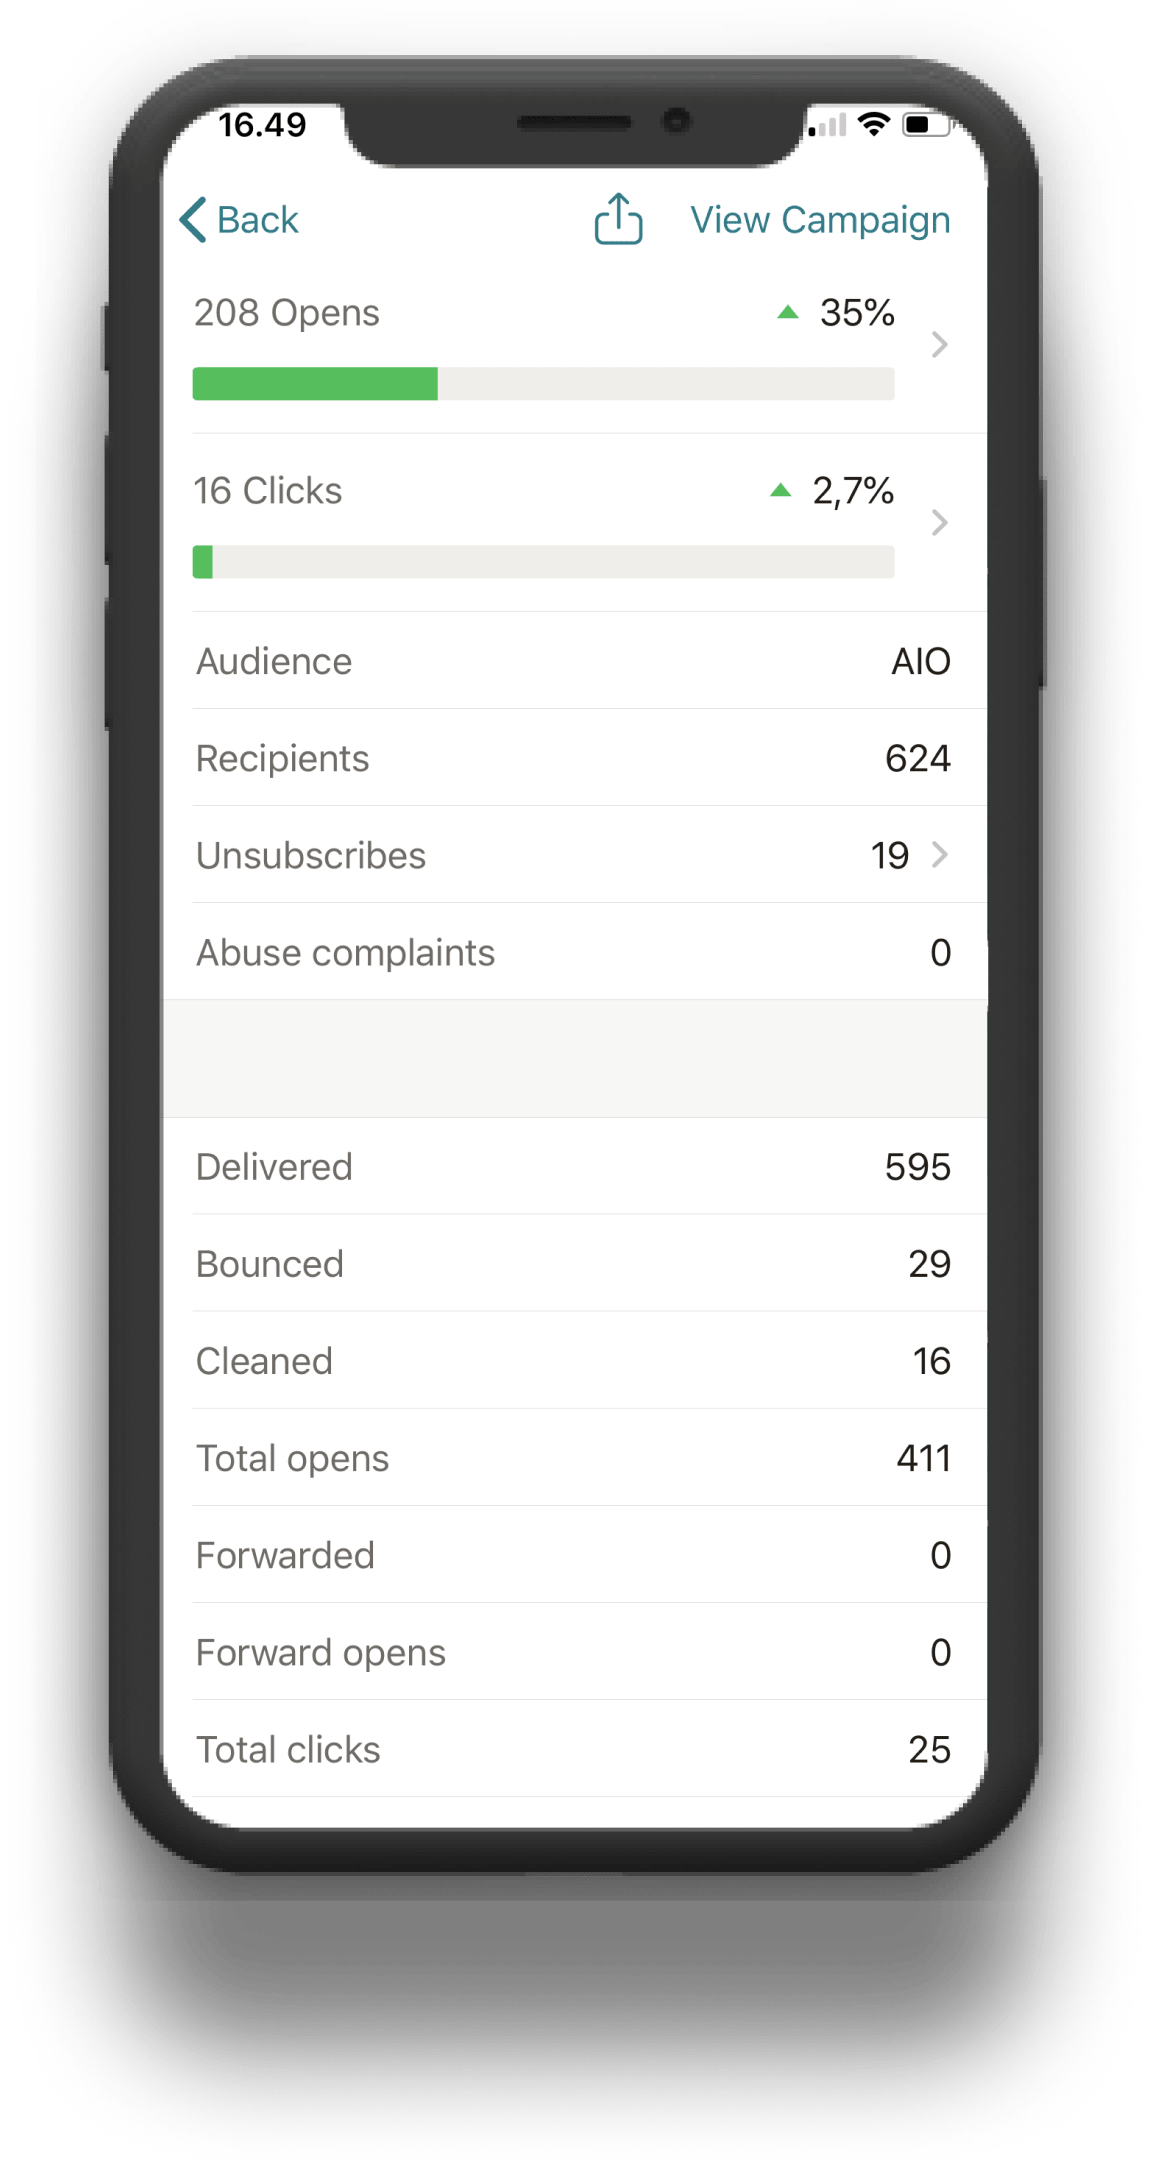 16.49
Back View Campaign
208 Opens 35%
16 Clicks 2,7%
Audience AIO
Recipients 624
Unsubscribes 19
Abuse complaints 0
Delivered 595
Bounced 29
Cleaned 16
Total opens 411
Forwarded 0
Forward opens 0
Total clicks 25